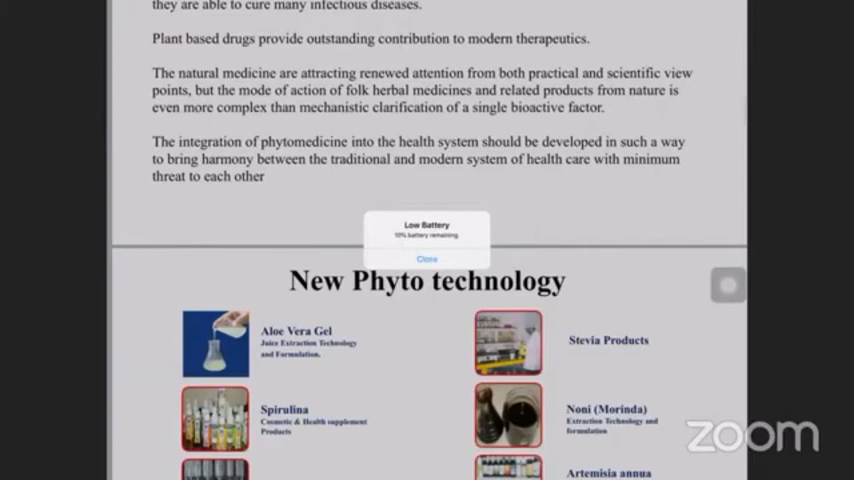 they are able to cure many infectious diseases.
Plant based drugs provide outstanding contribution to modern therapeutics.
The natural medicine are attracting renewed attention from both practical and scientific view
points, but the mode of action of folk herbal medicines and related products from nature is
even more complex than mechanistic clarification of a single bioactive factor.
The integration of phytomedicine into the health system should be developed in such a way
to bring harmony between the traditional and modern system of health care with minimum
threat to each other
Low Battery
10% battery remaining.
Close
New Phyto technology
Aloe Vera Gel
Juice Extraction Technology
and Formulation.
Stevia Products
Spirulina
Cosmetic & Health supplement
Products
Noni (Morinda)
Extraction Technology and
formulation
Artemisia annua
zoom